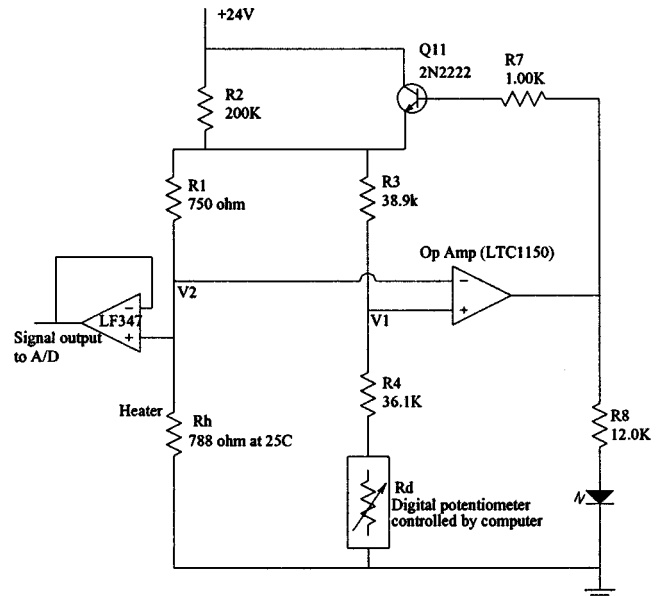 +24V
Q11
2N2222
R7
1.00K
R2
200K
R1
750 ohm
R3
38.9k
Op Amp (LTC1150)
−
+
V2
V1
−
LF347
+
Signal output
to A/D
R4
36.1K
Heater
Rh
788 ohm at 25C
R8
12.0K
Rd
Digital potentiometer
controlled by computer